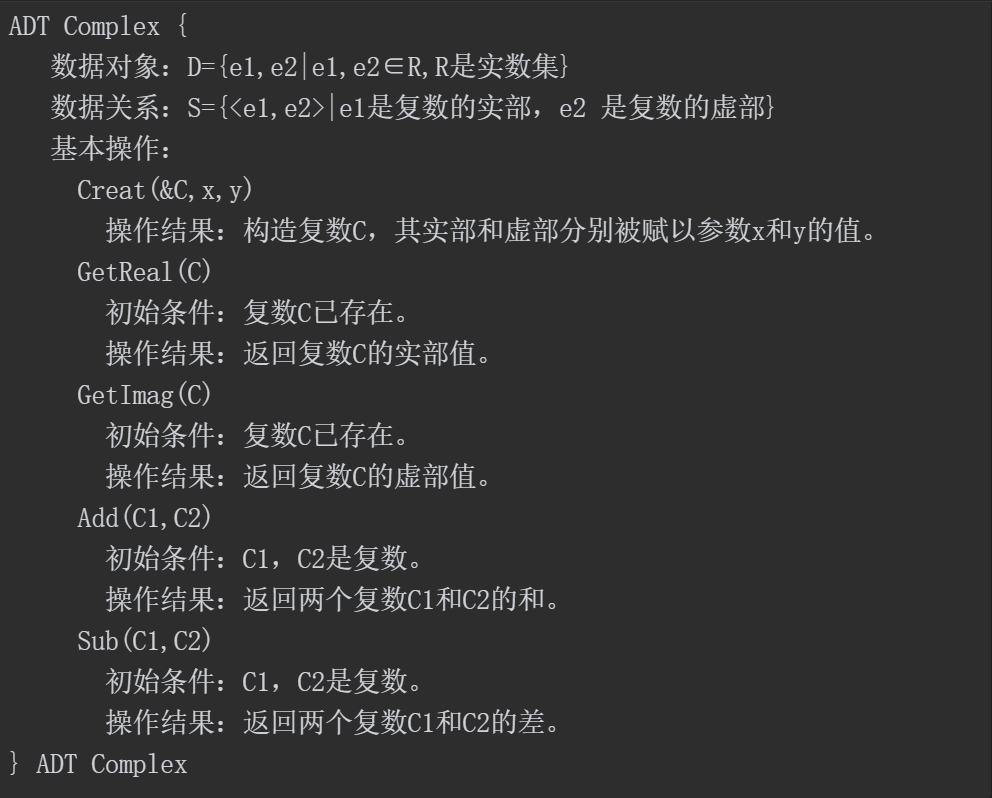 ADT Complex {
数据对象：D={e1,e2|e1,e2∈R,R是实数集}
数据关系：S={<e1,e2>|e1是复数的实部，e2 是复数的虚部}
基本操作：
Creat(&C,x,y)
操作结果：构造复数C，其实部和虚部分别被赋以参数x和y的值。
GetReal(C)
初始条件：复数C已存在。
操作结果：返回复数C的实部值。
GetImag(C)
初始条件：复数C已存在。
操作结果：返回复数C的虚部值。
Add(C1,C2)
初始条件：C1，C2是复数。
操作结果：返回两个复数C1和C2的和。
Sub(C1,C2)
初始条件：C1，C2是复数。
操作结果：返回两个复数C1和C2的差。
} ADT Complex